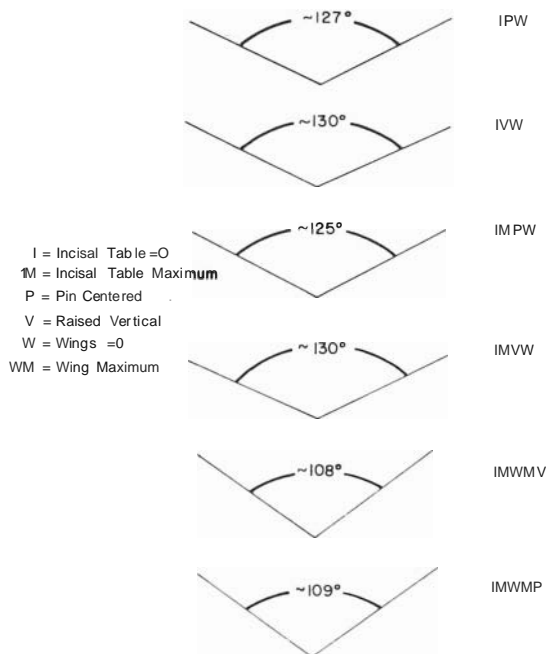 ~127° IPW
~130° IVW
~125° IMPW
I = Incisal Table =O
1M = Incisal Table Maximum
P = Pin Centered
V = Raised Vertical
W = Wings =0
WM = Wing Maximum
~130° IMVW
~108° IMWMV
~109° IMWMP